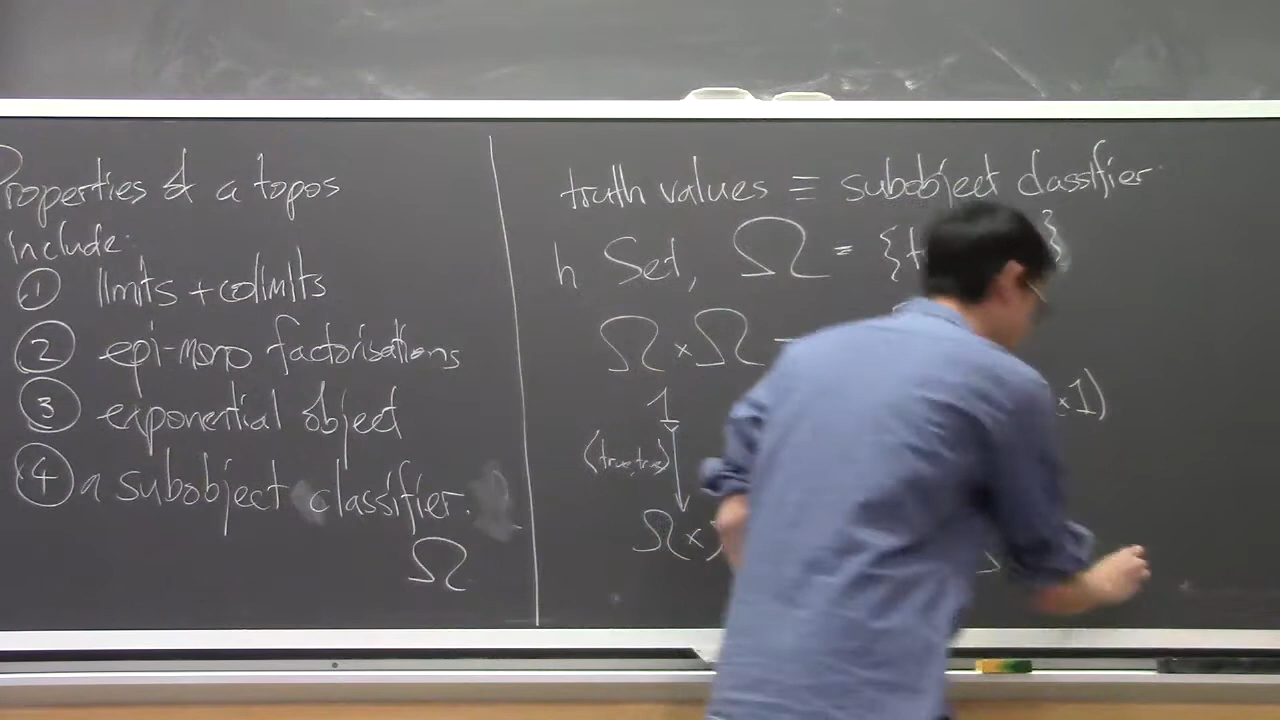 Properties of a topos
include:
① limits + colimits
② epi-mono factorisations
③ exponential object
④ a subobject classifier.
Ω
truth values ≡ subobject classifier
In Set, Ω = {t }
Ω × Ω
1
×1)
(true, true)
Ω ×